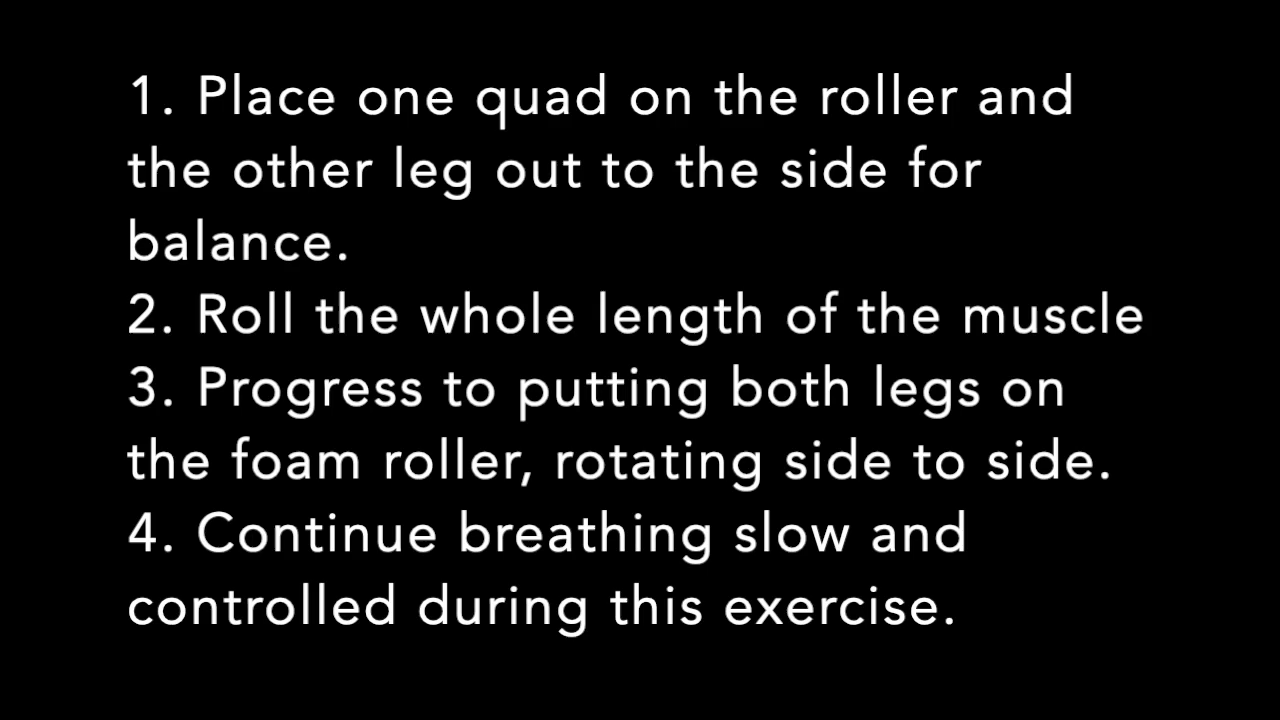 1. Place one quad on the roller and
the other leg out to the side for
balance.
2. Roll the whole length of the muscle
3. Progress to putting both legs on
the foam roller, rotating side to side.
4. Continue breathing slow and
controlled during this exercise.